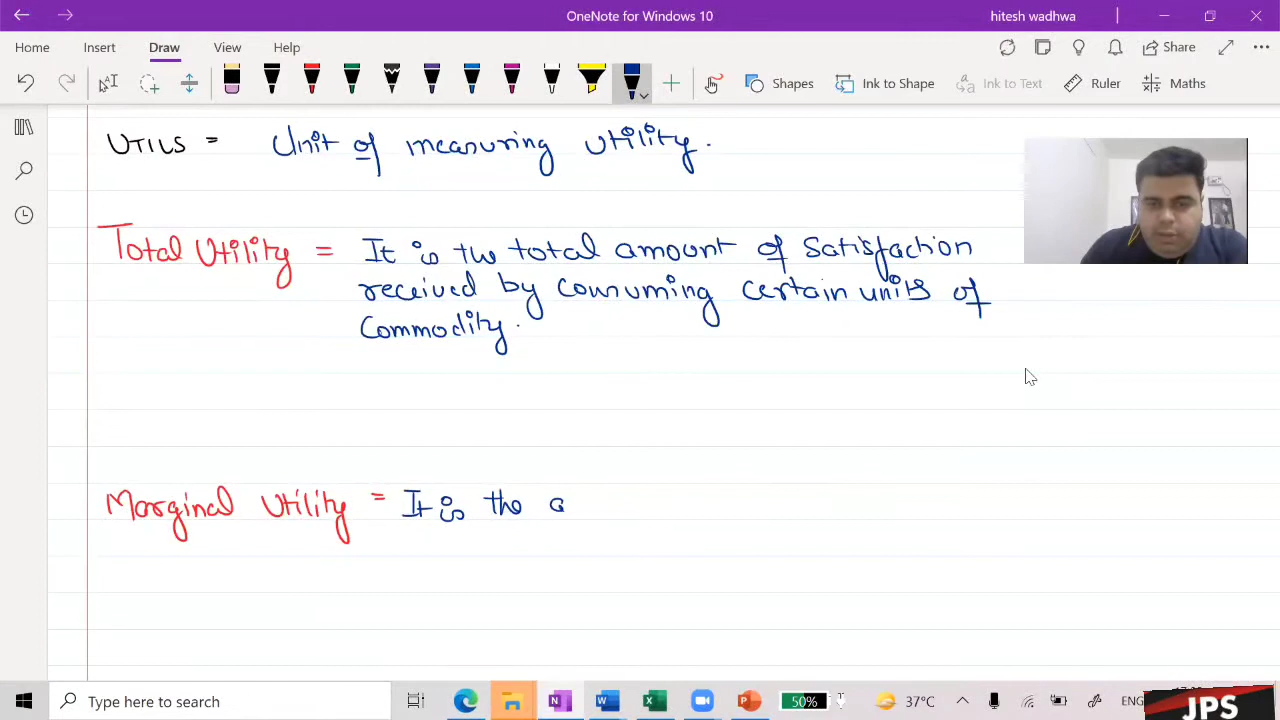 OneNote for Windows 10
hitesh wadhwa
Home Insert Draw View Help
Share
Shapes Ink to Shape Ink to Text Ruler Maths
UTILS = Unit of measuring utility.
Total Utility = It is the total amount of Satisfaction
received by consuming certain units of
Commodity.
Marginal Utility = It is the a
Type here to search
50%
37°C
ENG
JPS